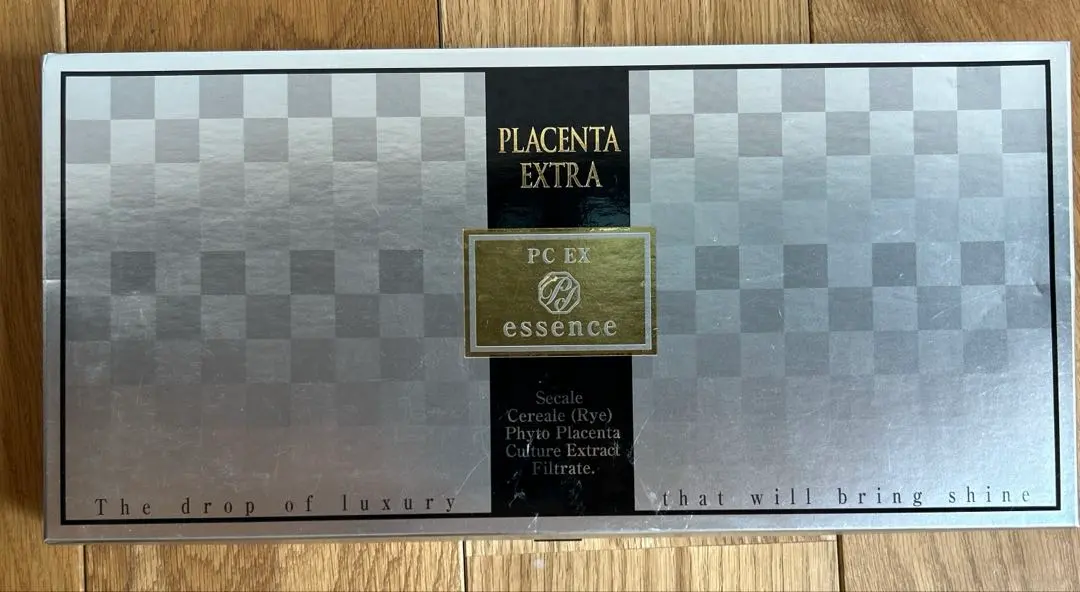 PLACENTA
EXTRA
PC EX
essence
Secale
Cereale (Rye)
Phyto Placenta
Culture Extract
Filtrate.
The drop of luxury
that will bring shine